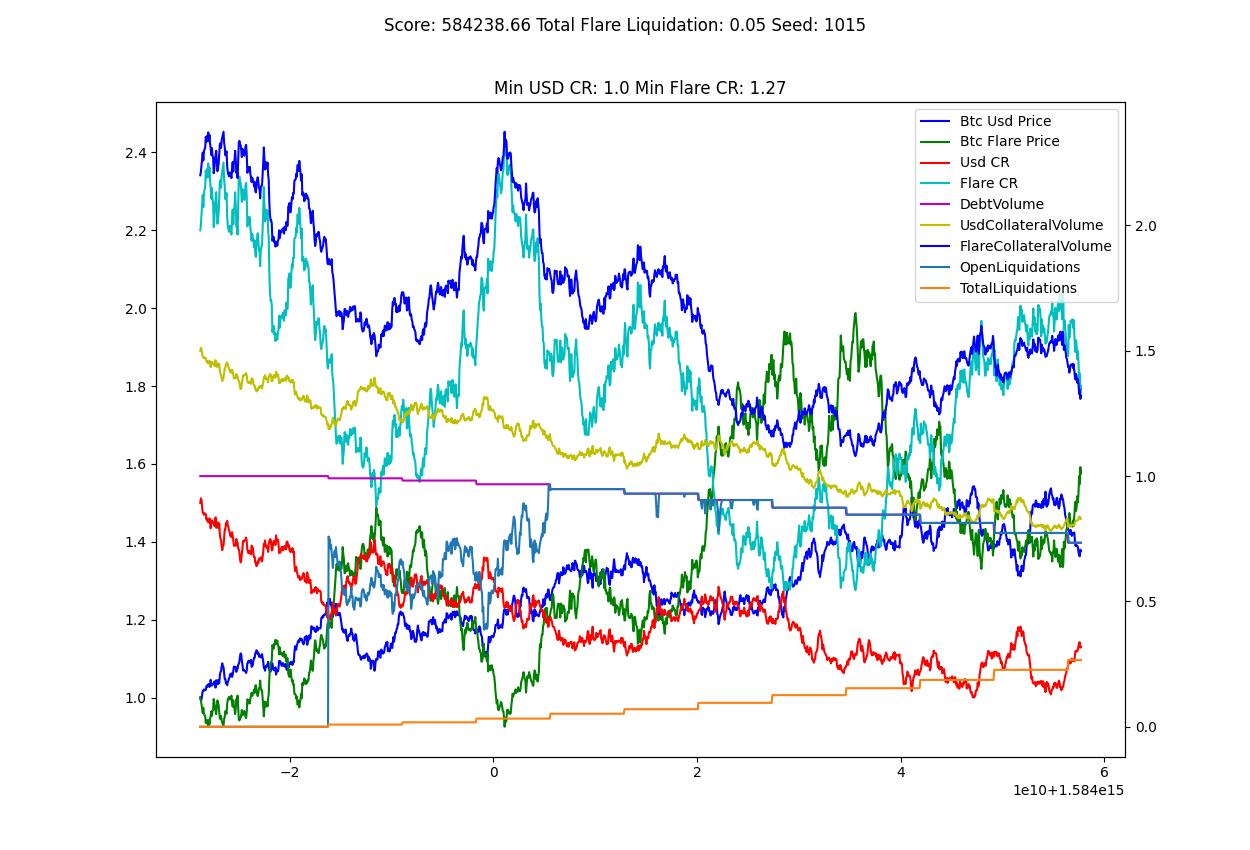 Score: 584238.66 Total Flare Liquidation: 0.05 Seed: 1015
Min USD CR: 1.0 Min Flare CR: 1.27
Btc Usd Price
Btc Flare Price
Usd CR
Flare CR
DebtVolume
UsdCollateralVolume
FlareCollateralVolume
OpenLiquidations
TotalLiquidations
2.4
2.2
2.0
1.8
1.6
1.4
1.2
1.0
2.0
1.5
1.0
0.5
0.0
−2
0
2
4
6
1e10+1.584e15